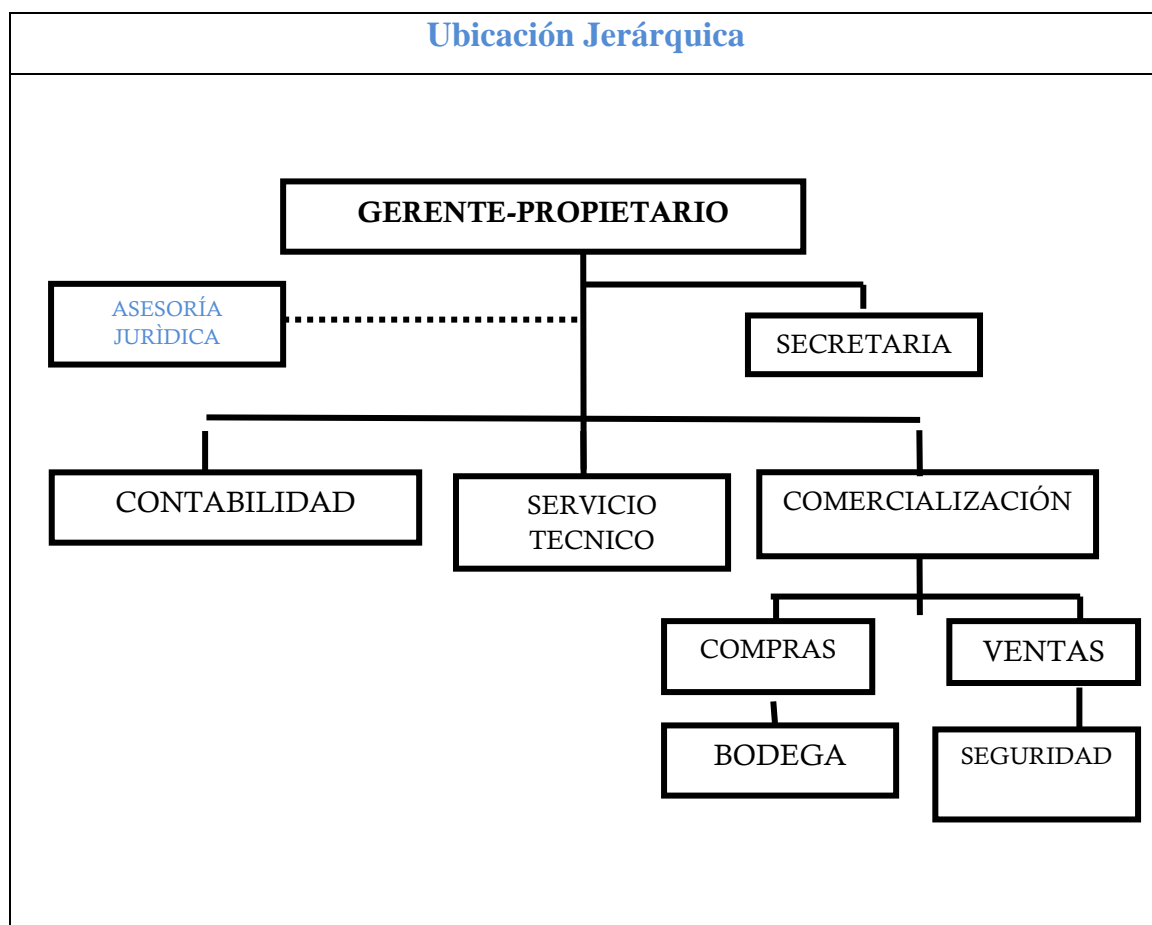 Ubicación Jerárquica
GERENTE-PROPIETARIO
ASESORÍA
JURÌDICA
SECRETARIA
CONTABILIDAD
SERVICIO
TECNICO
COMERCIALIZACIÓN
COMPRAS
VENTAS
BODEGA
SEGURIDAD